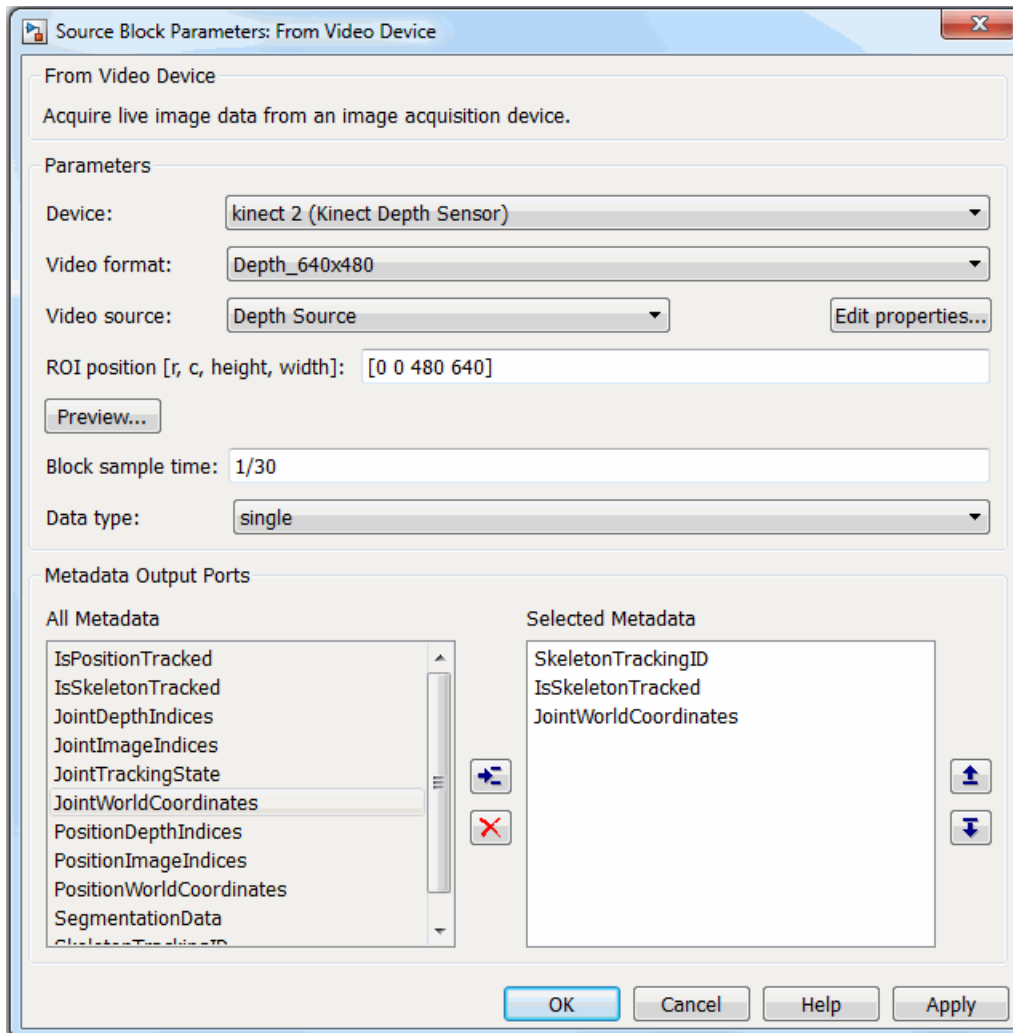 Source Block Parameters: From Video Device
From Video Device
Acquire live image data from an image acquisition device.
Parameters
Device: kinect 2 (Kinect Depth Sensor)
Video format: Depth_640x480
Video source: Depth Source Edit properties...
ROI position [r, c, height, width]: [0 0 480 640]
Preview...
Block sample time: 1/30
Data type: single
Metadata Output Ports
All Metadata
IsPositionTracked
IsSkeletonTracked
JointDepthIndices
JointImageIndices
JointTrackingState
JointWorldCoordinates
PositionDepthIndices
PositionImageIndices
PositionWorldCoordinates
SegmentationData
SkeletonTrackingID
Selected Metadata
SkeletonTrackingID
IsSkeletonTracked
JointWorldCoordinates
OK Cancel Help Apply